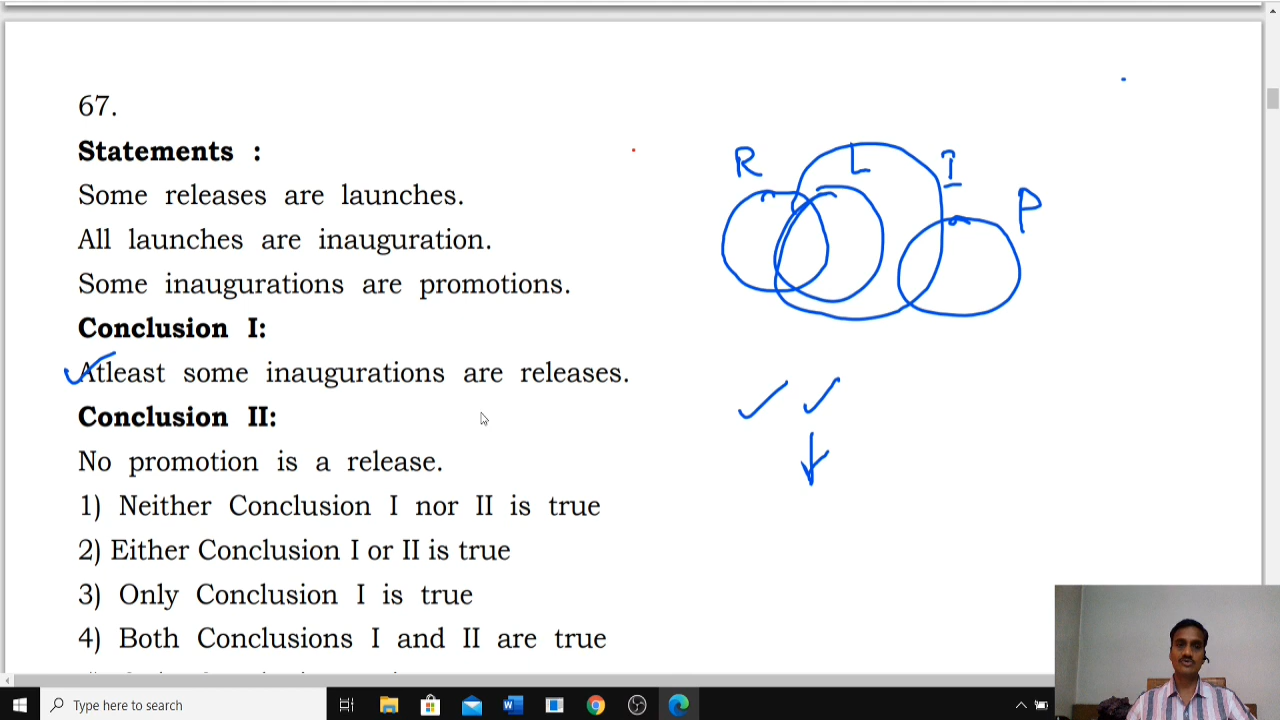 67.
Statements :
Some releases are launches.
All launches are inauguration.
Some inaugurations are promotions.
Conclusion I:
Atleast some inaugurations are releases.
Conclusion II:
No promotion is a release.
1) Neither Conclusion I nor II is true
2) Either Conclusion I or II is true
3) Only Conclusion I is true
4) Both Conclusions I and II are true
R L I P
Type here to search